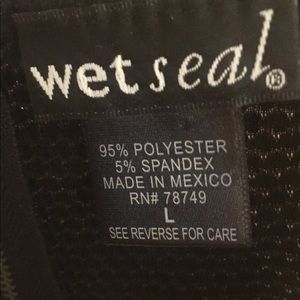 wet seal®
95% POLYESTER
5% SPANDEX
MADE IN MEXICO
RN# 78749
L
SEE REVERSE FOR CARE